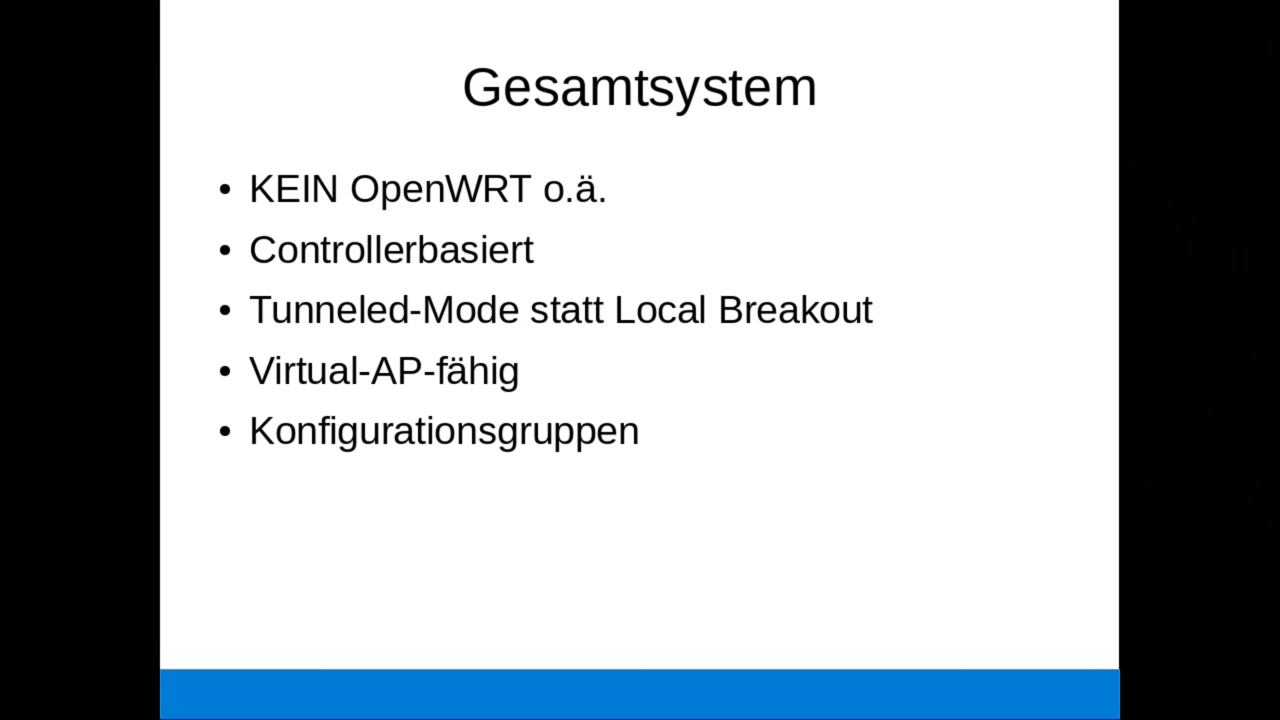 Gesamtsystem
• KEIN OpenWRT o.ä.
• Controllerbasiert
• Tunneled-Mode statt Local Breakout
• Virtual-AP-fähig
• Konfigurationsgruppen